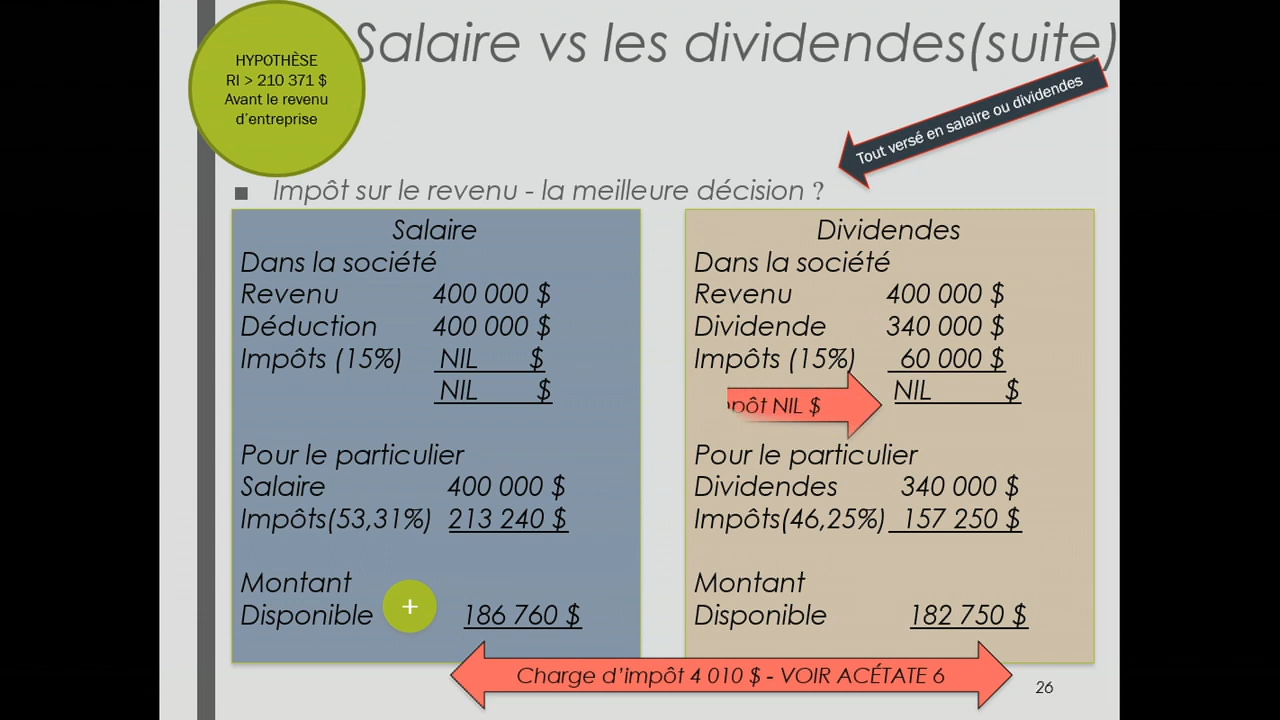 Salaire vs les dividendes(suite)
HYPOTHÈSE
RI > 210 371 $
Avant le revenu
d'entreprise
Tout versé en salaire ou dividendes
■ Impôt sur le revenu - la meilleure décision ?
Salaire
Dans la société
Revenu 400 000 $
Déduction 400 000 $
Impôts (15%) NIL $
NIL $
Pour le particulier
Salaire 400 000 $
Impôts(53,31%) 213 240 $
Montant
Disponible + 186 760 $
Dividendes
Dans la société
Revenu 400 000 $
Dividende 340 000 $
Impôts (15%) 60 000 $
NIL $
NIL $
Pour le particulier
Dividendes 340 000 $
Impôts(46,25%) 157 250 $
Montant
Disponible 182 750 $
Charge d'impôt 4 010 $ - VOIR ACÉTATE 6
26